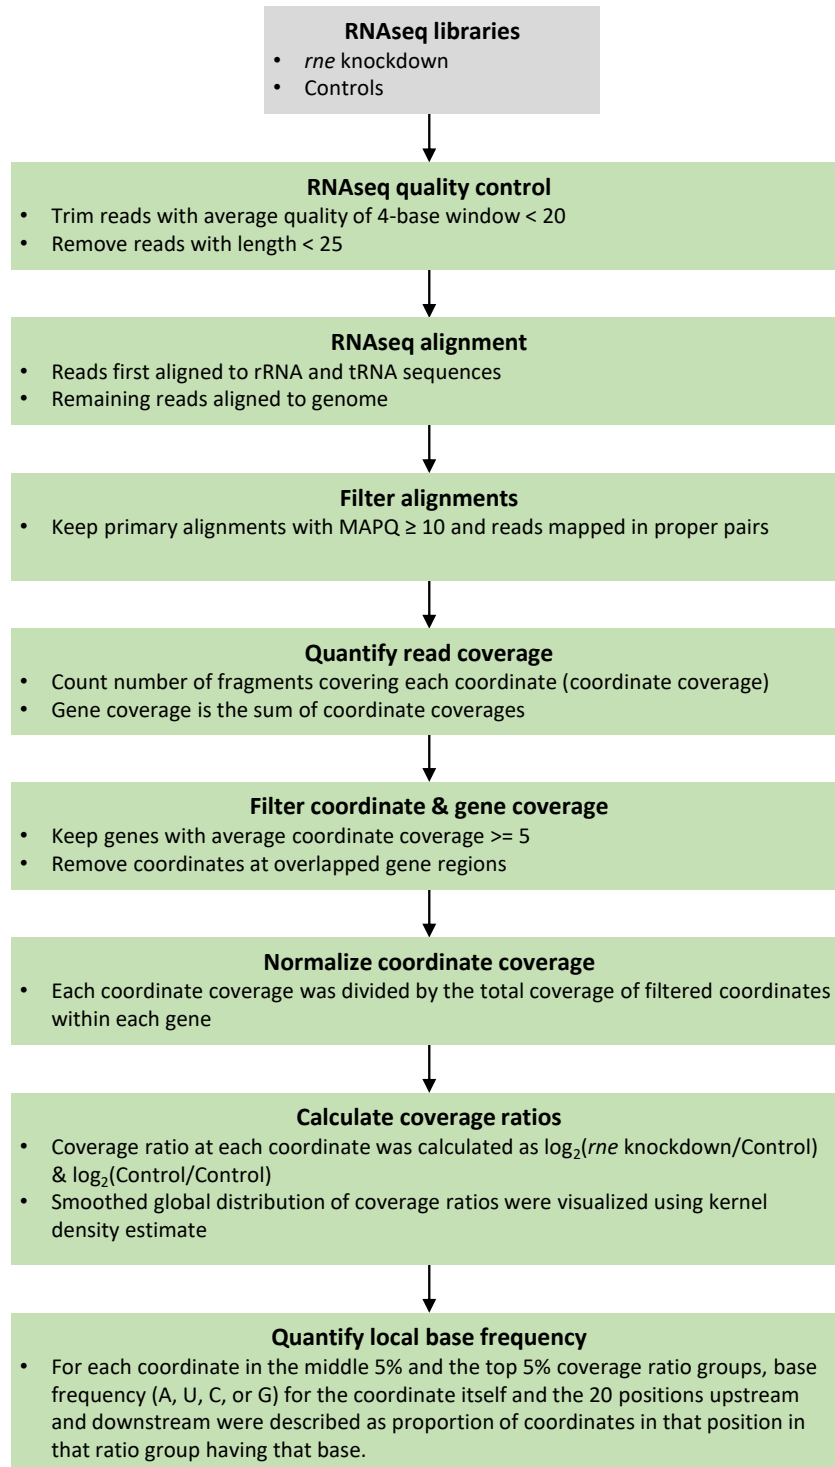 RNAseq libraries
• rne knockdown
• Controls
RNAseq quality control
• Trim reads with average quality of 4-base window < 20
• Remove reads with length < 25
RNAseq alignment
• Reads first aligned to rRNA and tRNA sequences
• Remaining reads aligned to genome
Filter alignments
• Keep primary alignments with MAPQ ≥ 10 and reads mapped in proper pairs
Quantify read coverage
• Count number of fragments covering each coordinate (coordinate coverage)
• Gene coverage is the sum of coordinate coverages
Filter coordinate & gene coverage
• Keep genes with average coordinate coverage >= 5
• Remove coordinates at overlapped gene regions
Normalize coordinate coverage
• Each coordinate coverage was divided by the total coverage of filtered coordinates
within each gene
Calculate coverage ratios
• Coverage ratio at each coordinate was calculated as log₂(rne knockdown/Control)
& log₂(Control/Control)
• Smoothed global distribution of coverage ratios were visualized using kernel
density estimate
Quantify local base frequency
• For each coordinate in the middle 5% and the top 5% coverage ratio groups, base
frequency (A, U, C, or G) for the coordinate itself and the 20 positions upstream
and downstream were described as proportion of coordinates in that position in
that ratio group having that base.